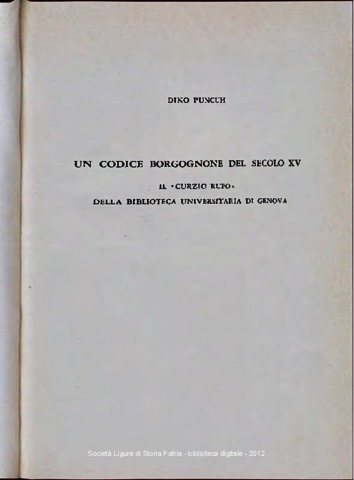 DINO PUNCUH
UN CODICE BORGOGNONE DEL SECOLO XV
IL «CURZIO RUFO»
DELLA BIBLIOTECA UNIVERSITARIA DI GENOVA
Società Ligure di Storia Patria - biblioteca digitale - 2012